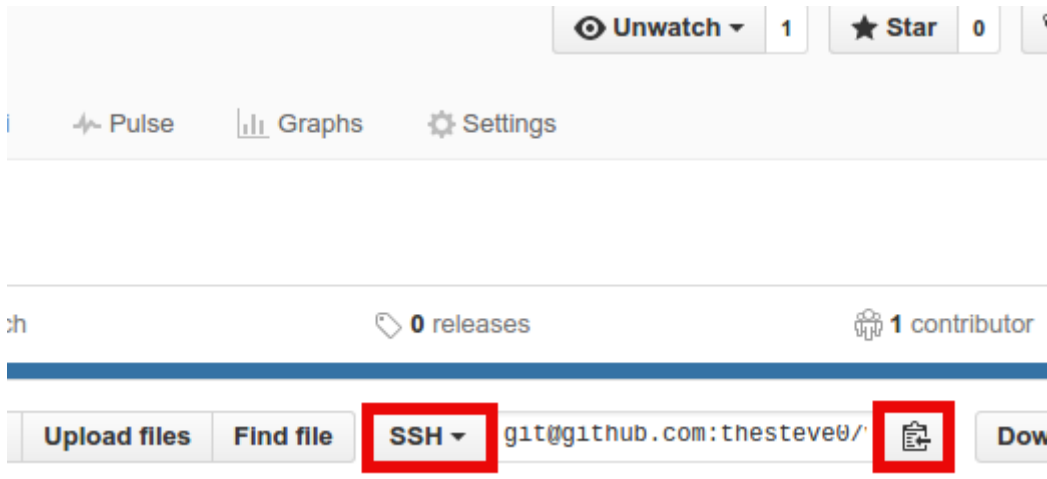 Unwatch 1 Star 0
Pulse Graphs Settings
0 releases 1 contributor
Upload files Find file SSH git@github.com:thesteve0/